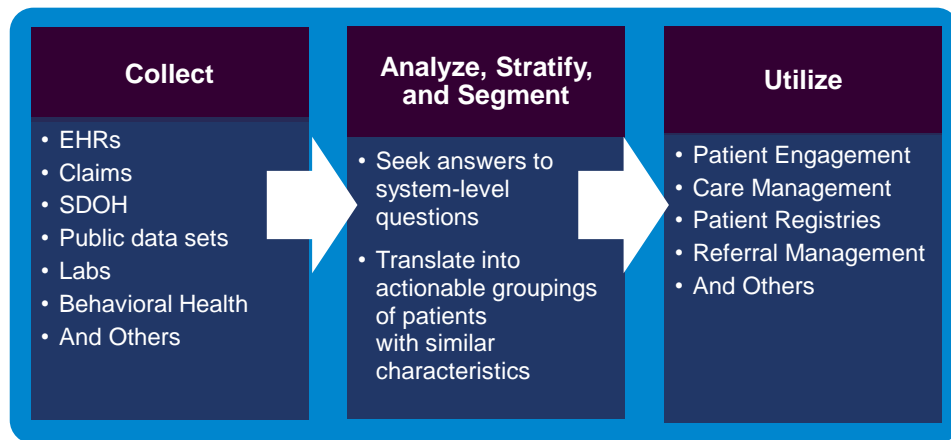 Collect
• EHRs
• Claims
• SDOH
• Public data sets
• Labs
• Behavioral Health
• And Others
Analyze, Stratify,
and Segment
• Seek answers to
system-level
questions
• Translate into
actionable groupings
of patients
with similar
characteristics
Utilize
• Patient Engagement
• Care Management
• Patient Registries
• Referral Management
• And Others